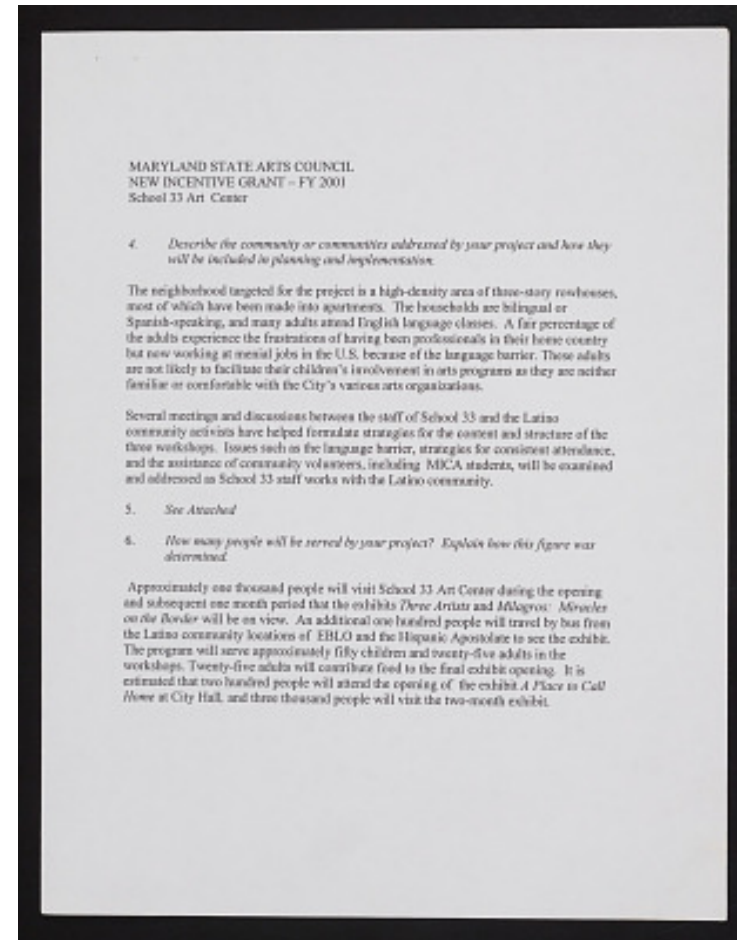 MARYLAND STATE ARTS COUNCIL
NEW INCENTIVE GRANT – FY 2001
School 33 Art Center
4. Describe the community or communities addressed by your project and how they
will be included in planning and implementation.
The neighborhood targeted for the project is a high-density area of three-story rowhouses,
most of which have been made into apartments. The households are bilingual or
Spanish-speaking, and many adults attend English language classes. A fair percentage of
the adults experience the frustrations of having been professionals in their home country
but now working at menial jobs in the U.S. because of the language barrier. These adults
are not likely to facilitate their children's involvement in arts programs as they are neither
familiar or comfortable with the City's various arts organizations.
Several meetings and discussions between the staff of School 33 and the Latino
community activists have helped formulate strategies for the content and structure of the
three workshops. Issues such as the language barrier, strategies for consistent attendance,
and the assistance of community volunteers, including MICA students, will be examined
and addressed as School 33 staff works with the Latino community.
5. See Attached
6. How many people will be served by your project? Explain how this figure was
determined.
Approximately one thousand people will visit School 33 Art Center during the opening
and subsequent one month period that the exhibits Three Artists and Milagros: Miracles
on the Border will be on view. An additional one hundred people will travel by bus from
the Latino community locations of EBLO and the Hispanic Apostolate to see the exhibit.
The program will serve approximately fifty children and twenty-five adults in the
workshops. Twenty-five adults will contribute food to the final exhibit opening. It is
estimated that two hundred people will attend the opening of the exhibit A Place to Call
Home at City Hall, and three thousand people will visit the two-month exhibit.